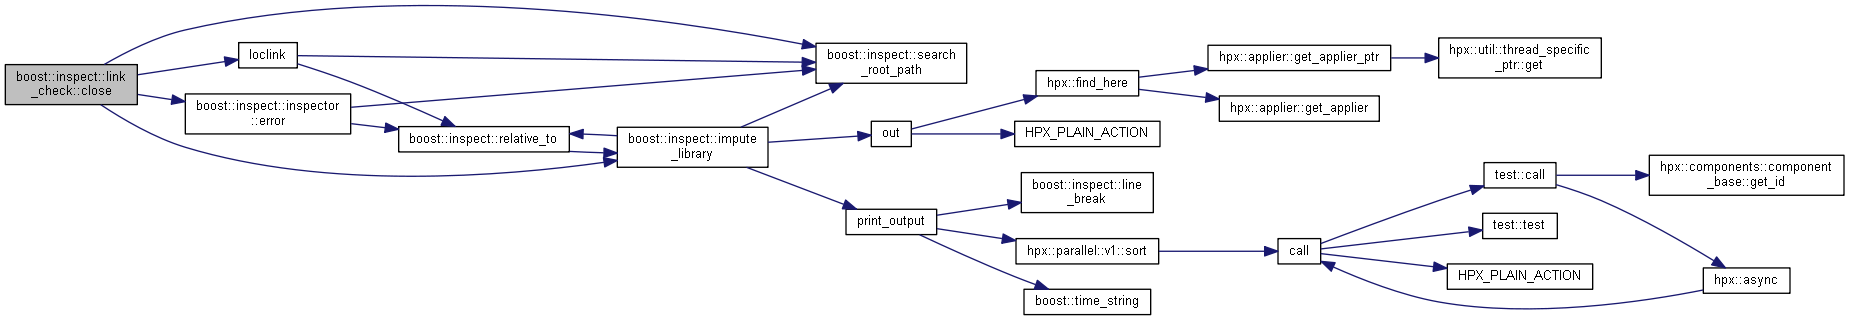 boost::inspect::link
_check::close
loclink
boost::inspect::inspector
::error
boost::inspect::relative_to
boost::inspect::search
_root_path
boost::inspect::impute
_library
out
print_output
hpx::find_here
HPX_PLAIN_ACTION
boost::inspect::line
_break
hpx::parallel::v1::sort
boost::time_string
hpx::applier::get_applier_ptr
hpx::applier::get_applier
hpx::util::thread_specific
_ptr::get
call
test::call
test::test
HPX_PLAIN_ACTION
hpx::components::component
_base::get_id
hpx::async